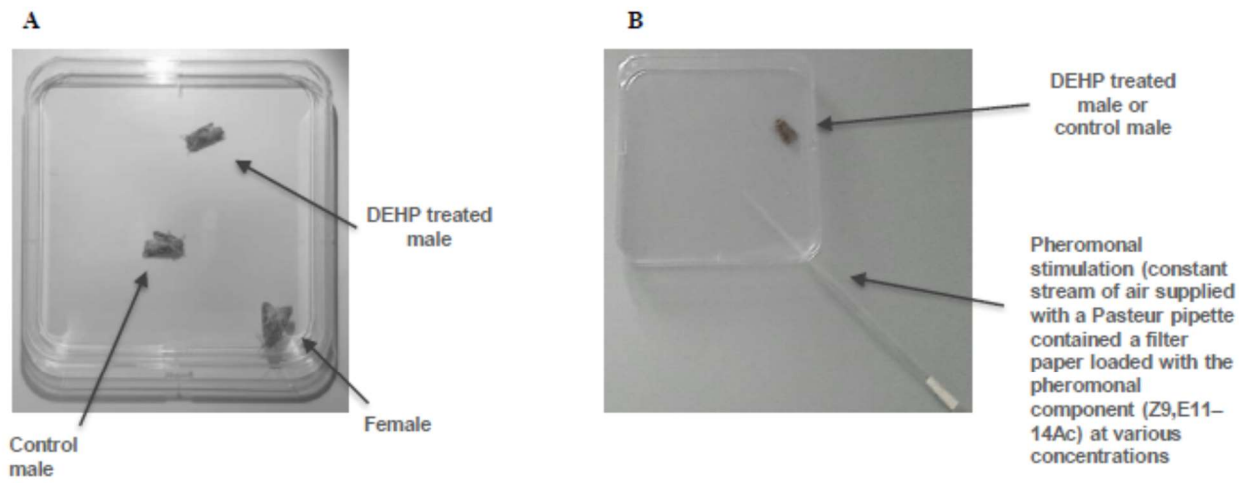 A
B
DEHP treated
male
Control
male
Female
DEHP treated
male or
control male
Pheromonal
stimulation (constant
stream of air supplied
with a Pasteur pipette
contained a filter
paper loaded with the
pheromonal
component (Z9,E11–
14Ac) at various
concentrations